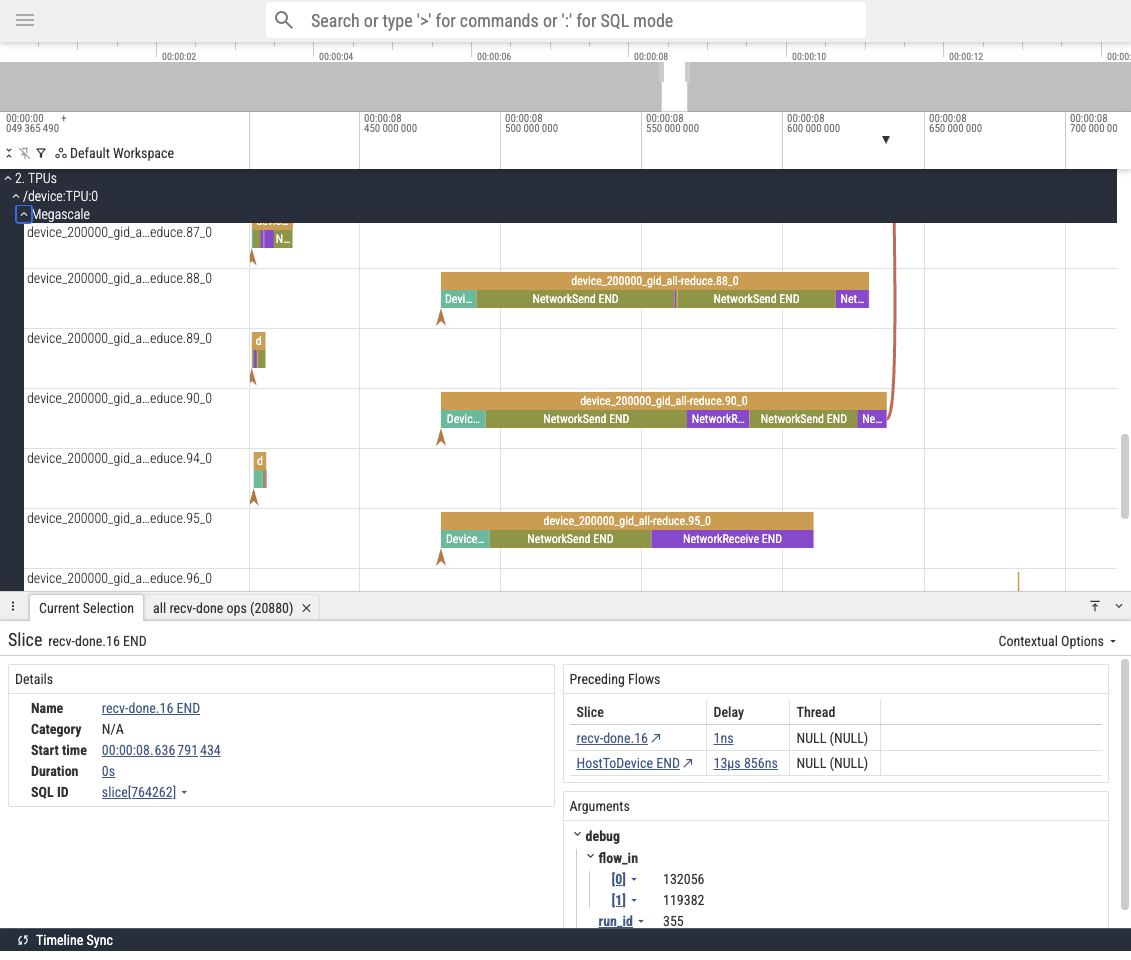 Search or type '>' for commands or ':' for SQL mode
00:00:02 00:00:04 00:00:06 00:00:08 00:00:10 00:00:12 00:00:
00:00:00 + 00:00:08 00:00:08 00:00:08 00:00:08 00:00:08 00:00:08
049 365 490 450 000 000 500 000 000 550 000 000 600 000 000 650 000 000 700 000 00
Default Workspace
2. TPUs
/device:TPU:0
Megascale
device_200000_gid_a...educe.87_0 N...
device_200000_gid_a...educe.88_0 device_200000_gid_all-reduce.88_0
Devi... NetworkSend END NetworkSend END Net...
device_200000_gid_a...educe.89_0 d
device_200000_gid_a...educe.90_0 device_200000_gid_all-reduce.90_0
Devic... NetworkSend END NetworkR... NetworkSend END Ne...
device_200000_gid_a...educe.94_0 d
device_200000_gid_a...educe.95_0 device_200000_gid_all-reduce.95_0
Device... NetworkSend END NetworkReceive END
device_200000_gid_a...educe.96_0
Current Selection all recv-done ops (20880) ×
Slice recv-done.16 END Contextual Options
Details
Name recv-done.16 END
Category N/A
Start time 00:00:08.636 791 434
Duration 0s
SQL ID slice[764262]
Preceding Flows
Slice Delay Thread
recv-done.16 1ns NULL (NULL)
HostToDevice END 13µs 856ns NULL (NULL)
Arguments
debug
flow_in
[0] 132056
[1] 119382
run_id 355
Timeline Sync